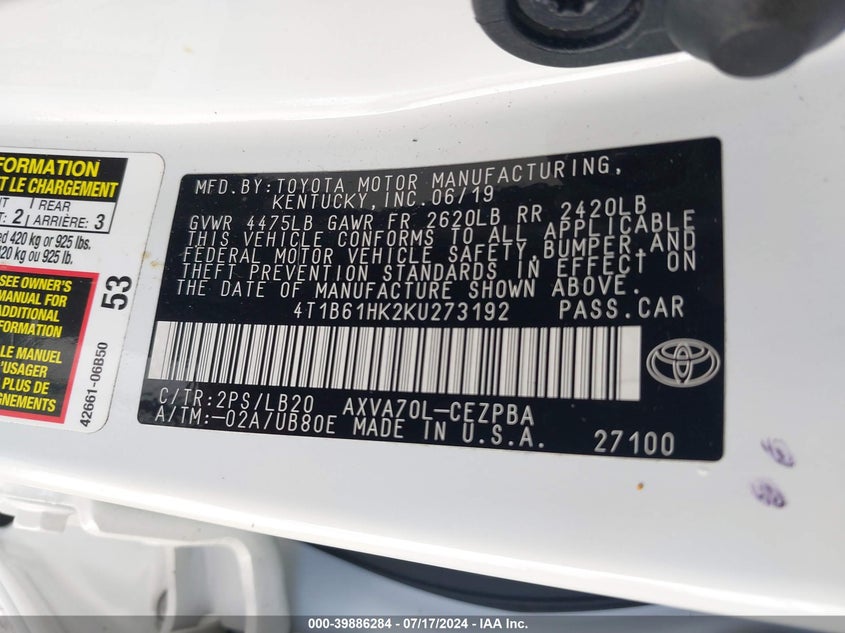 FORMATION
T LE CHARGEMENT
1 REAR
2 ARRIÈRE: 3
420 kg or 925 lbs.
420 kg ou 925 lb.
SEE OWNER'S
MANUAL FOR
ADDITIONAL
INFORMATION
LE MANUEL
L'USAGER
PLUS DE
53
42661-06B50
MFD.BY:TOYOTA MOTOR MANUFACTURING,
KENTUCKY,INC.06/19
GVWR 4475LB GAWR FR 2620LB RR 2420LB
THIS VEHICLE CONFORMS TO ALL APPLICABLE
FEDERAL MOTOR VEHICLE SAFETY,BUMPER,AND
THEFT PREVENTION STANDARDS IN EFFECT ON
THE DATE OF MANUFACTURE SHOWN ABOVE.
4T1B61HK2KU273192 PASS.CAR
C/TR:2PS/LB20 AXVA70L-CEZPBA
A/TM:-02A/UB80E MADE IN U.S.A. 27100
000-39886284 - 07/17/2024 - IAA Inc.